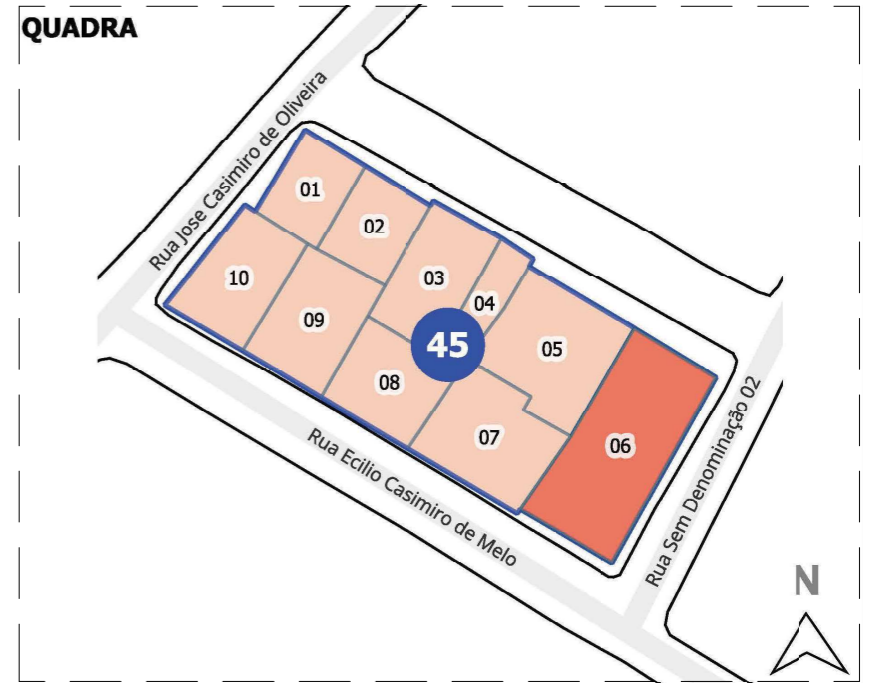 QUADRA
Rua Jose Casimiro de Oliveira
01
02
03
04
05
06
10
09
08
07
45
Rua Ecilio Casimiro de Melo
Rua Sem Denominação 02
N